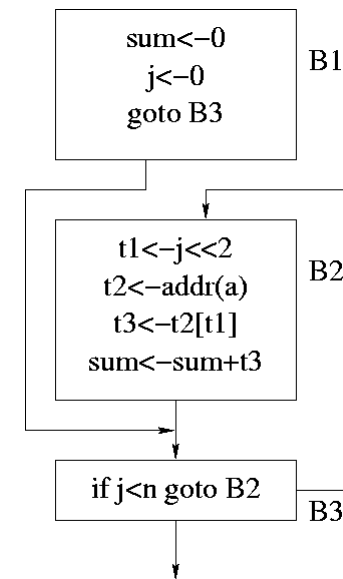 sum<–0
j<–0
goto B3
B1
t1<–j<<2
t2<–addr(a)
t3<–t2[t1]
sum<–sum+t3
B2
if j<n goto B2
B3